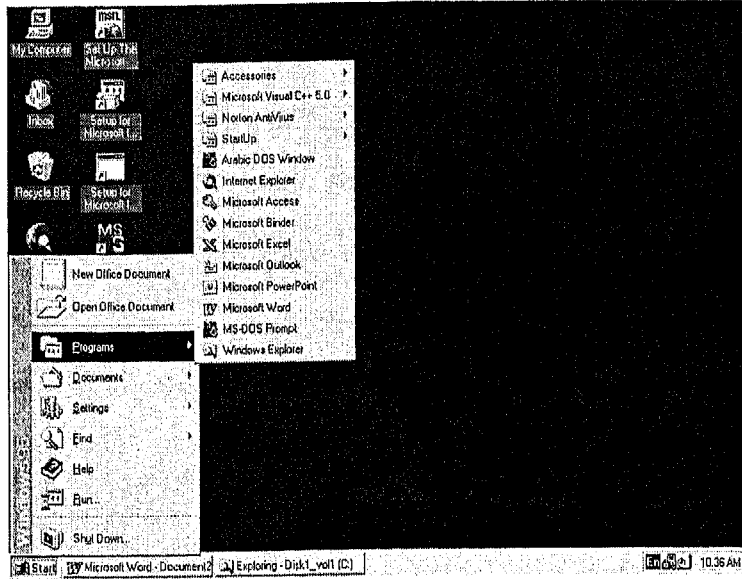 msn.
My Computer
Set Up The
Microsoft...
Inbox
Setup for
Microsoft I...
Recycle Bin
Setup for
Microsoft I...
MS
Accessories
Microsoft Visual C++ 5.0
Norton AntiVirus
StartUp
Arabic DOS Window
Internet Explorer
Microsoft Access
Microsoft Binder
Microsoft Excel
Microsoft Outlook
Microsoft PowerPoint
Microsoft Word
MS-DOS Prompt
Windows Explorer
New Office Document
Open Office Document
Programs
Documents
Settings
Find
Help
Run...
Shut Down...
Start
Microsoft Word - Document2
Exploring - Disk1_vol1 (C:)
En
10:36 AM